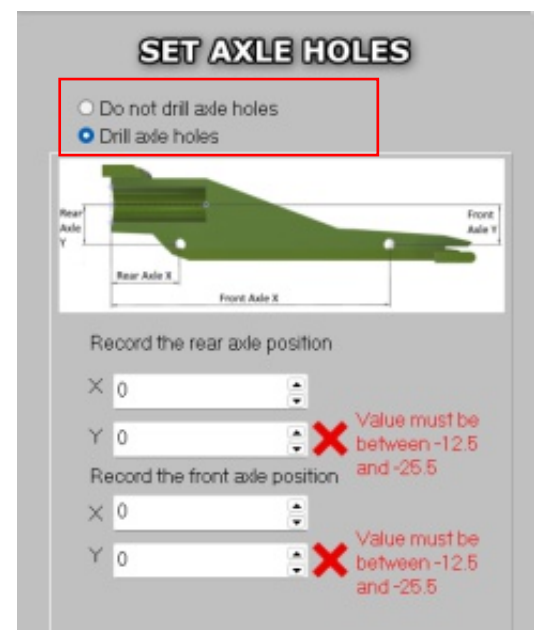 SET AXLE HOLES
Do not drill axle holes
Drill axle holes
Rear
Axle
Y
Front
Axle Y
Rear Axle X
Front Axle X
Record the rear axle position
X 0
Y 0
Value must be
between -12.5
and -25.5
Record the front axle position
X 0
Y 0
Value must be
between -12.5
and -25.5